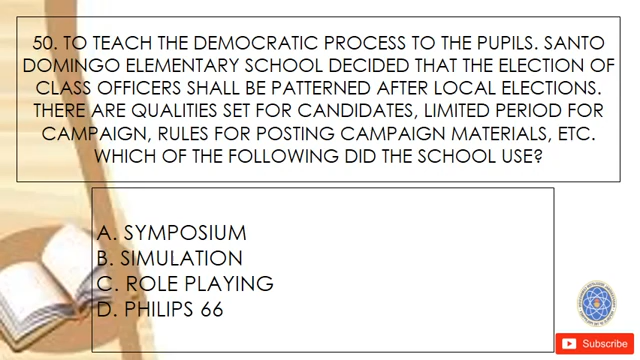 50. TO TEACH THE DEMOCRATIC PROCESS TO THE PUPILS. SANTO
DOMINGO ELEMENTARY SCHOOL DECIDED THAT THE ELECTION OF
CLASS OFFICERS SHALL BE PATTERNED AFTER LOCAL ELECTIONS.
THERE ARE QUALITIES SET FOR CANDIDATES, LIMITED PERIOD FOR
CAMPAIGN, RULES FOR POSTING CAMPAIGN MATERIALS, ETC.
WHICH OF THE FOLLOWING DID THE SCHOOL USE?
A. SYMPOSIUM
B. SIMULATION
C. ROLE PLAYING
D. PHILIPS 66
Subscribe